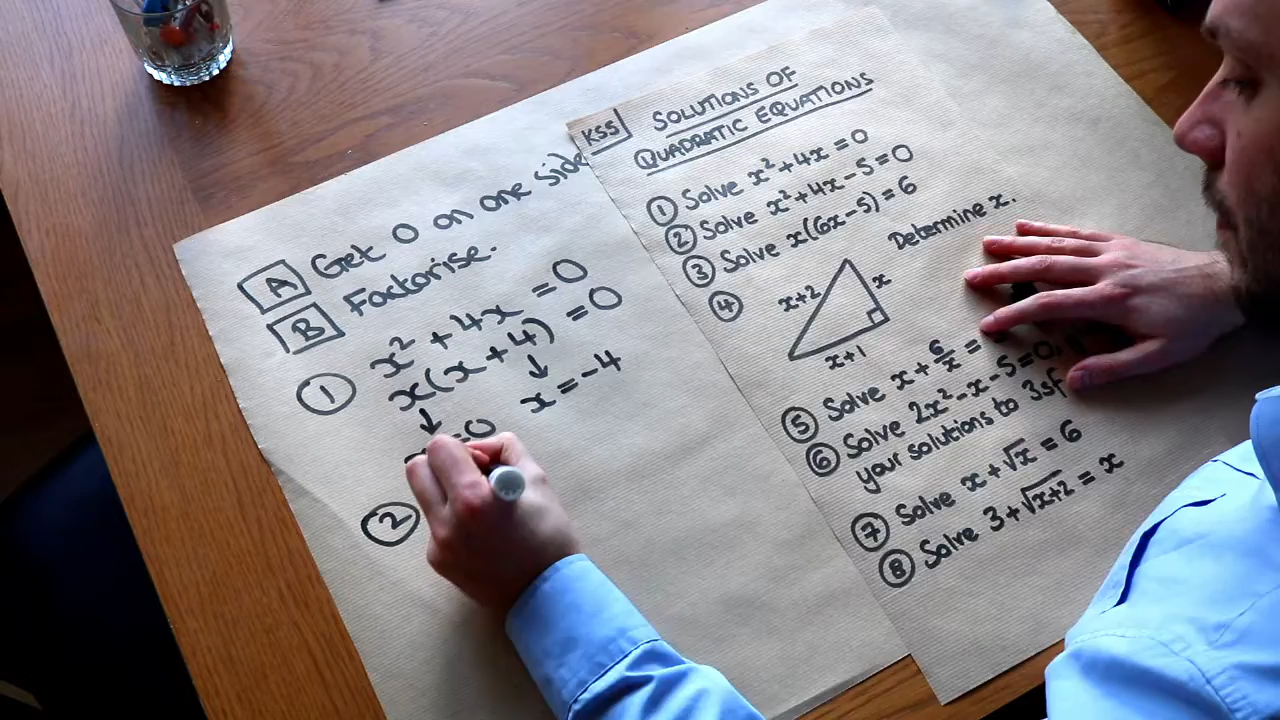 A Get 0 on one side
B Factorise.
① x² + 4x = 0
x(x + 4) = 0
↓ ↓
=0 x = -4
②
KS5 SOLUTIONS OF
QUADRATIC EQUATIONS
① Solve x² + 4x = 0
② Solve x² + 4x - 5 = 0
③ Solve x(6x - 5) = 6
④ Determine x.
x+2
x
x+1
⑤ Solve x + 6/x =
⑥ Solve 2x² - x - 5 = 0,
your solutions to 3sf
⑦ Solve x + √x = 6
⑧ Solve 3 + √x+2 = x